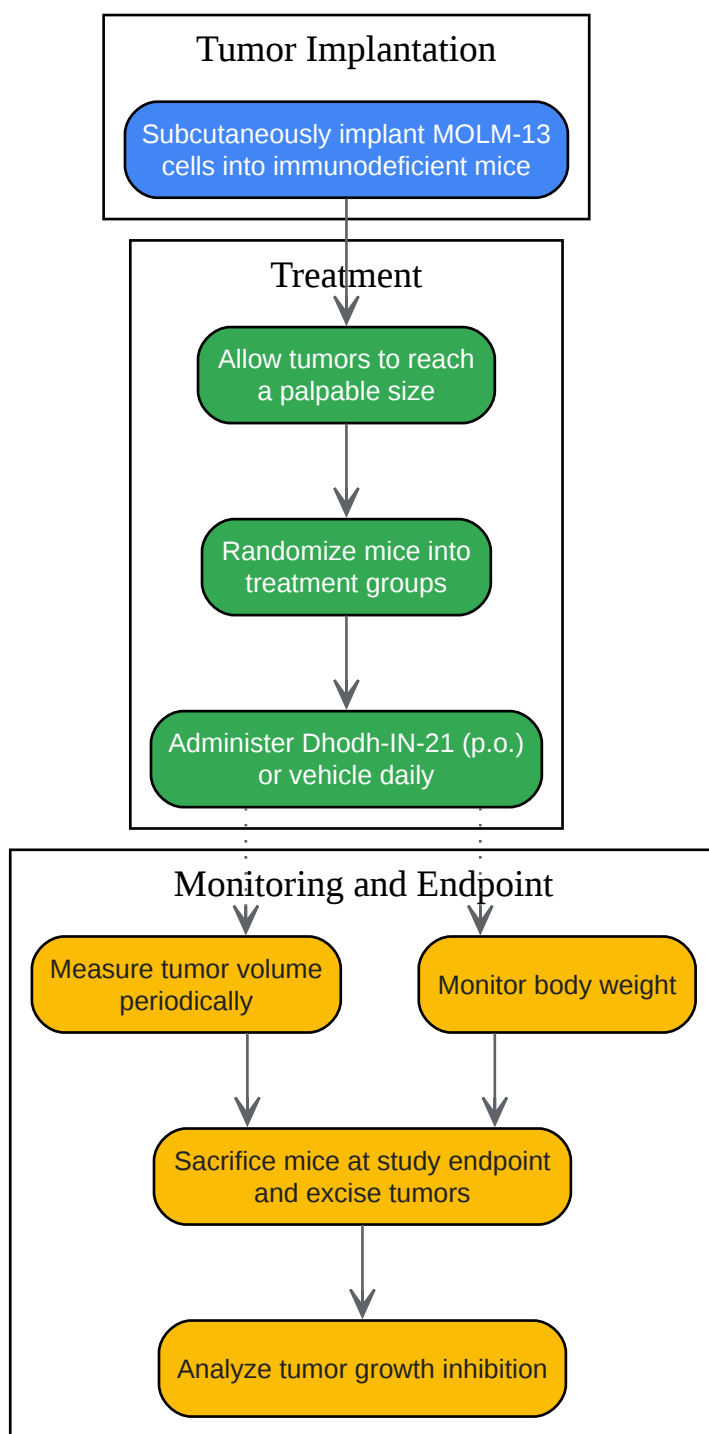 Tumor Implantation
Subcutaneously implant MOLM-13
cells into immunodeficient mice
Treatment
Allow tumors to reach
a palpable size
Randomize mice into
treatment groups
Administer Dhodh-IN-21 (p.o.)
or vehicle daily
Monitoring and Endpoint
Measure tumor volume
periodically
Monitor body weight
Sacrifice mice at study endpoint
and excise tumors
Analyze tumor growth inhibition